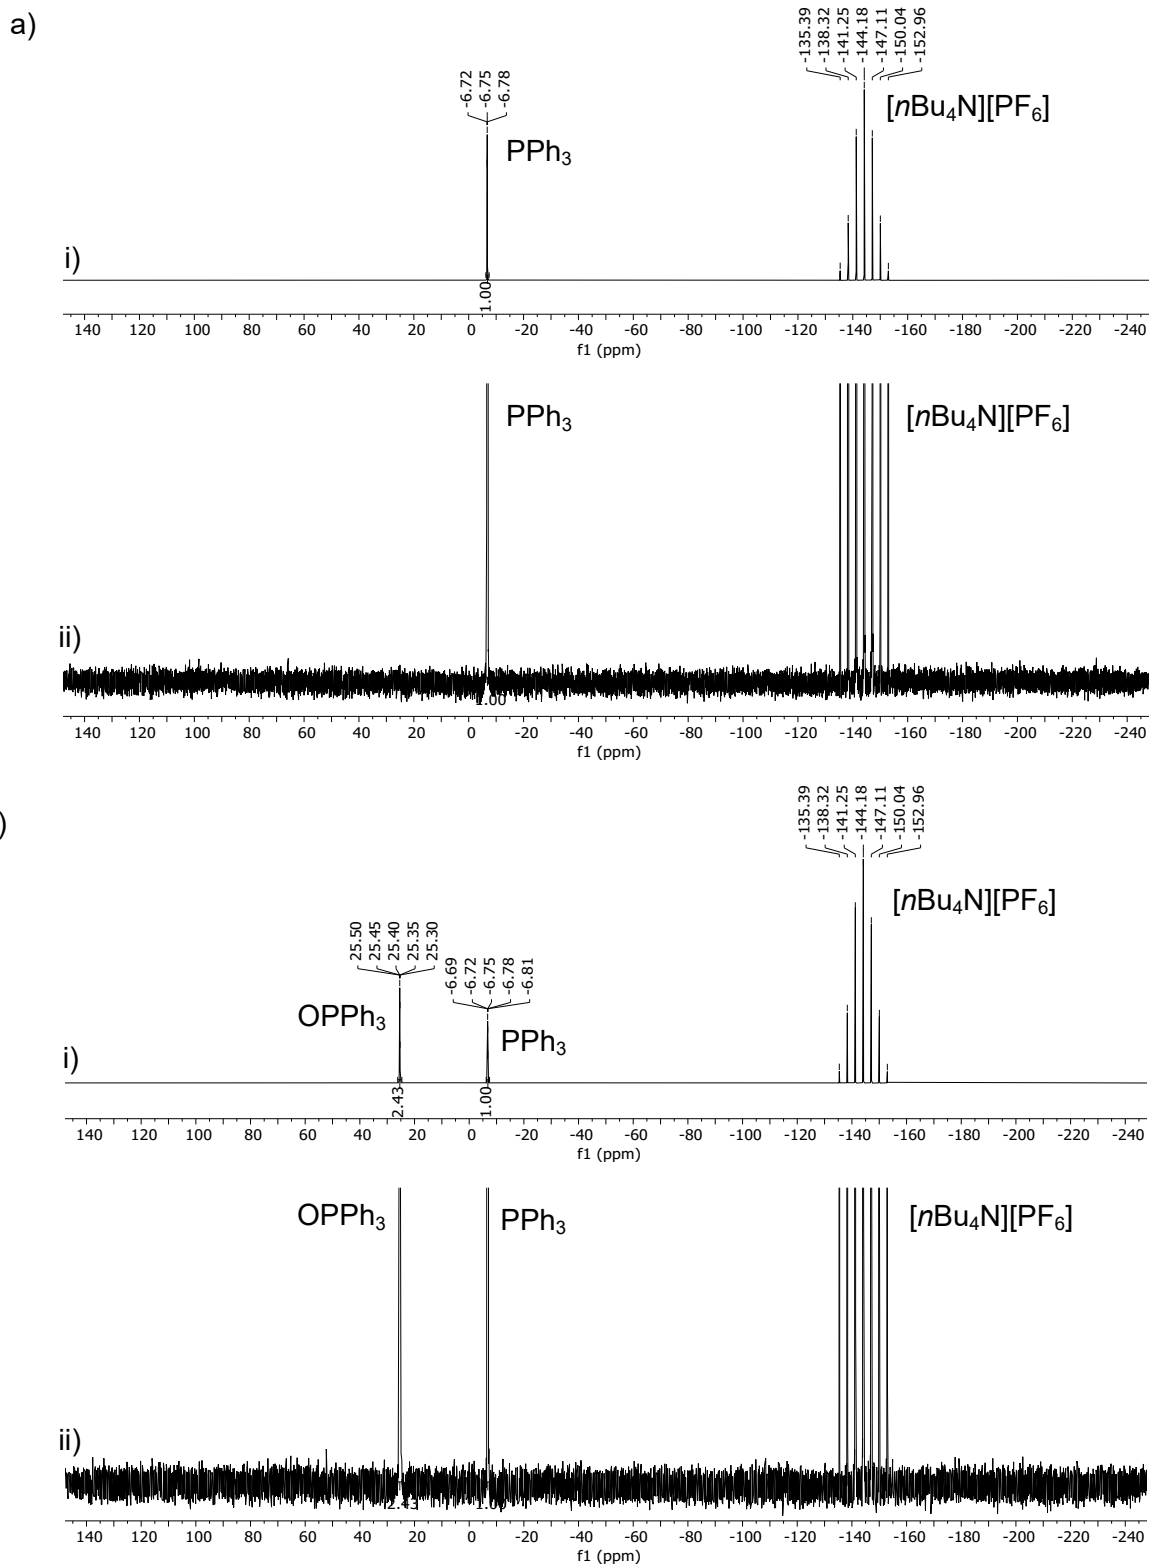 a)
-135.39
-138.32
-141.25
-144.18
-147.11
-150.04
-152.96
-6.72
-6.75
-6.78
[nBu₄N][PF₆]
PPh₃
i)
1.00
140 120 100 80 60 40 20 0 -20 -40 -60 -80 -100 -120 -140 -160 -180 -200 -220 -240
f1 (ppm)
PPh₃
[nBu₄N][PF₆]
ii)
1.00
140 120 100 80 60 40 20 0 -20 -40 -60 -80 -100 -120 -140 -160 -180 -200 -220 -240
f1 (ppm)
)
-135.39
-138.32
-141.25
-144.18
-147.11
-150.04
-152.96
25.50
25.45
25.40
25.35
25.30
-6.69
-6.72
-6.75
-6.78
-6.81
[nBu₄N][PF₆]
OPPh₃
PPh₃
i)
2.43
1.00
140 120 100 80 60 40 20 0 -20 -40 -60 -80 -100 -120 -140 -160 -180 -200 -220 -240
f1 (ppm)
OPPh₃
PPh₃
[nBu₄N][PF₆]
ii)
2.43
1.00
140 120 100 80 60 40 20 0 -20 -40 -60 -80 -100 -120 -140 -160 -180 -200 -220 -240
f1 (ppm)